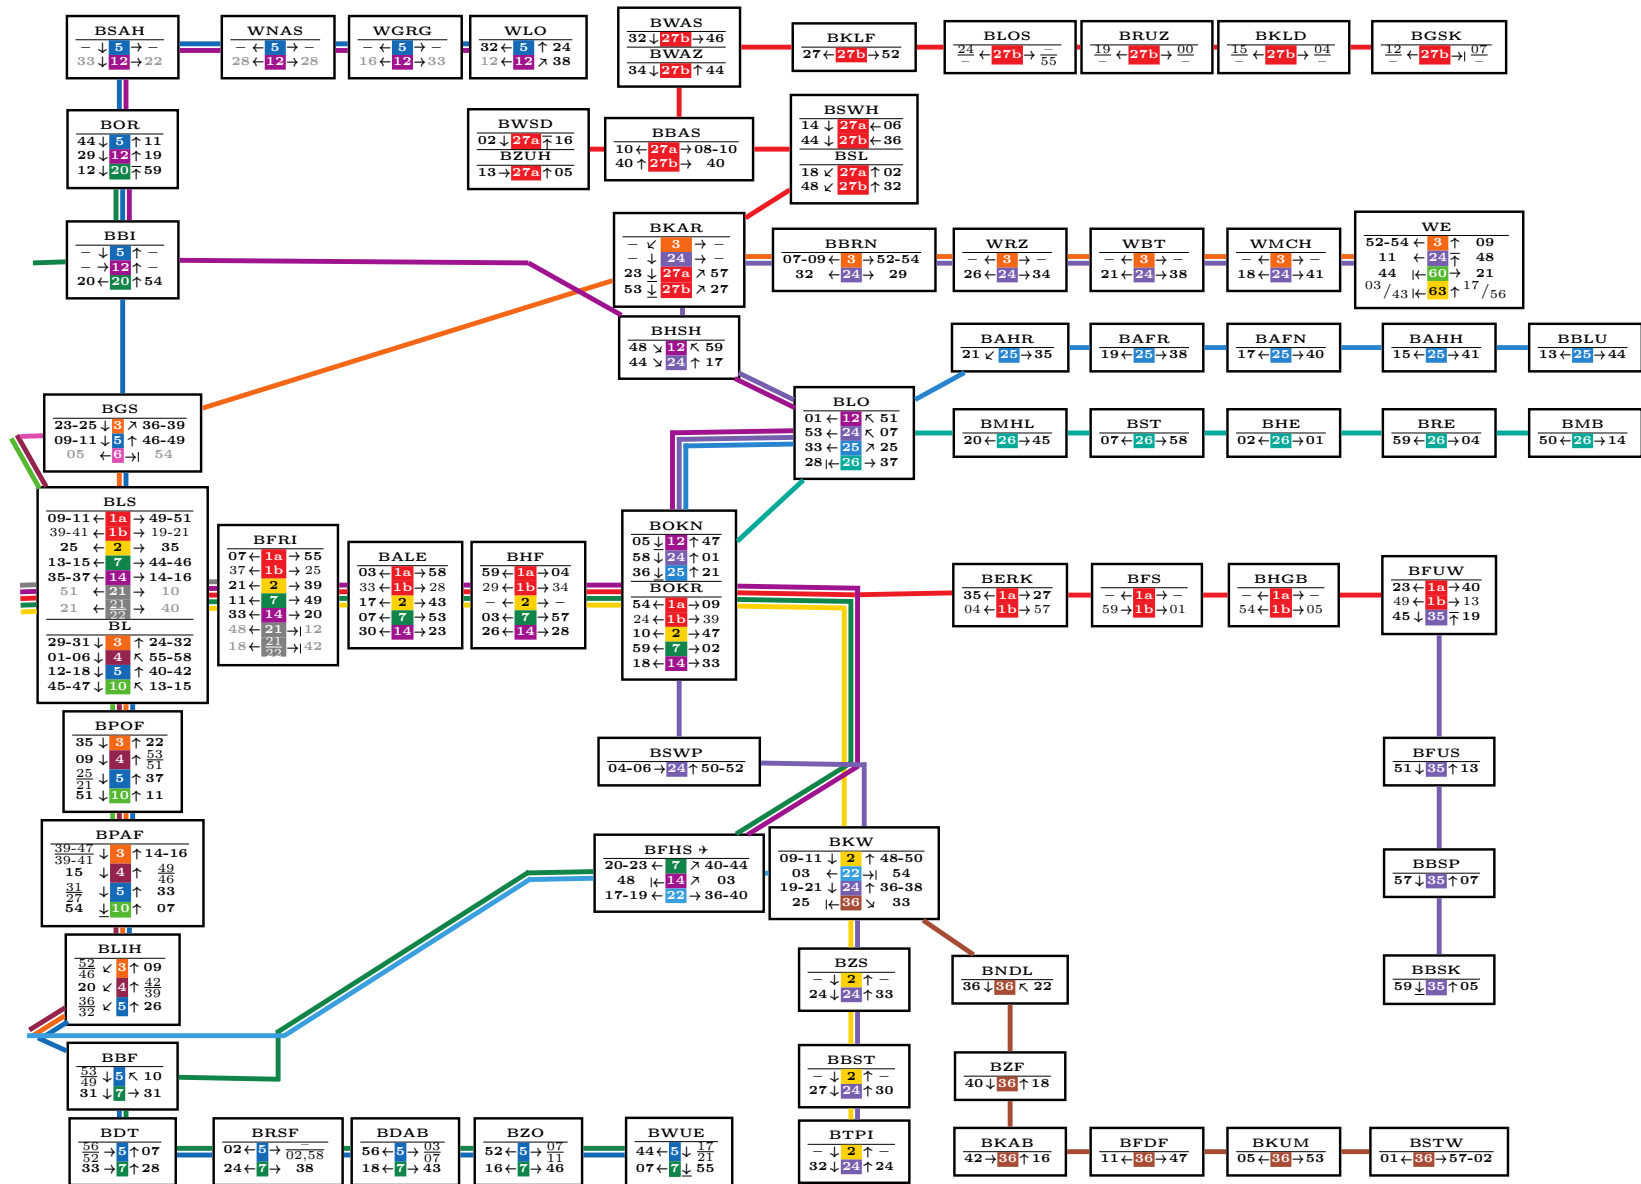 BSAH
– ↓ 5 → –
33 ↓ 12 → 22
WNAS
– ← 5 → –
28 ← 12 → 28
WGRG
– ← 5 → –
16 ← 12 → 33
WLO
32 ← 5 ↑ 24
12 ← 12 ↗ 38
BWAS
32 ↓ 27b → 46
BWAZ
34 ↓ 27b ↑ 44
BKLF
27 ← 27b → 52
BLOS
24/– ← 27b → –/55
BRUZ
19/– ← 27b → 00/–
BKLD
15/– ← 27b → 04/–
BGSK
12/– ← 27b →| 07/–
BOR
44 ↓ 5 ↑ 11
29 ↓ 12 ↑ 19
12 ↓ 20 ↑ 59
BWSD
02 ↓ 27a ↑ 16
BZUH
13 → 27a ↑ 05
BBAS
10 ← 27a → 08-10
40 ↑ 27b → 40
BSWH
14 ↓ 27a ← 06
44 ↓ 27b ← 36
BSL
18 ↙ 27a ↑ 02
48 ↙ 27b ↑ 32
BBI
– ↓ 5 ↑ –
– → 12 ↑ –
20 ← 20 ↑ 54
BKAR
– ↙ 3 → –
– ↓ 24 → –
23 ↓ 27a ↗ 57
53 ↓ 27b ↗ 27
BBRN
07-09 ← 3 → 52-54
32 ← 24 → 29
WRZ
– ← 3 → –
26 ← 24 → 34
WBT
– ← 3 → –
21 ← 24 → 38
WMCH
– ← 3 → –
18 ← 24 → 41
WE
52-54 ← 3 ↑ 09
11 ← 24 ↑ 48
44 |← 60 → 21
03/43 |← 63 ↑ 17/56
BHSH
48 ↘ 12 ↖ 59
44 ↘ 24 ↑ 17
BAHR
21 ↙ 25 → 35
BAFR
19 ← 25 → 38
BAFN
17 ← 25 → 40
BAHH
15 ← 25 → 41
BBLU
13 ← 25 → 44
BGS
23-25 ↓ 3 ↗ 36-39
09-11 ↓ 5 ↑ 46-49
05 ← 6 →| 54
BLO
01 ← 12 ↖ 51
53 ← 24 ↖ 07
33 ← 25 ↗ 25
28 |← 26 → 37
BMHL
20 ← 26 → 45
BST
07 ← 26 → 58
BHE
02 ← 26 → 01
BRE
59 ← 26 → 04
BMB
50 ← 26 → 14
BLS
09-11 ← 1a → 49-51
39-41 ← 1b → 19-21
25 ← 2 → 35
13-15 ← 7 → 44-46
35-37 ← 14 → 14-16
51 ← 21 → 10
21 ← 21/22 → 40
BL
29-31 ↓ 3 ↑ 24-32
01-06 ↓ 4 ↖ 55-58
12-18 ↓ 5 ↑ 40-42
45-47 ↓ 10 ↖ 13-15
BFRI
07 ← 1a → 55
37 ← 1b → 25
21 ← 2 → 39
11 ← 7 → 49
33 ← 14 → 20
48 ← 21 →| 12
18 ← 21/22 →| 42
BALE
03 ← 1a → 58
33 ← 1b → 28
17 ← 2 → 43
07 ← 7 → 53
30 ← 14 → 23
BHF
59 ← 1a → 04
29 ← 1b → 34
– ← 2 → –
03 ← 7 → 57
26 ← 14 → 28
BOKN
05 ↓ 12 ↑ 47
58 ↓ 24 ↑ 01
36 ↓ 25 ↑ 21
BOKR
54 ← 1a → 09
24 ← 1b → 39
10 ← 2 → 47
59 ← 7 → 02
18 ← 14 → 33
BERK
35 ← 1a → 27
04 ← 1b → 57
BFS
– ← 1a → –
59 → 1b → 01
BHGB
– ← 1a → –
54 ← 1b → 05
BFUW
23 ← 1a → 40
49 ← 1b → 13
45 ↓ 35 ↑ 19
BPOF
35 ↓ 3 ↑ 22
09 ↓ 4 ↑ 53/51
25/21 ↓ 5 ↑ 37
51 ↓ 10 ↑ 11
BSWP
04-06 → 24 ↑ 50-52
BFUS
51 ↓ 35 ↑ 13
BPAF
39-47/39-41 ↓ 3 ↑ 14-16
15 ↓ 4 ↑ 49/46
31/27 ↓ 5 ↑ 33
54 ↓ 10 ↑ 07
BFHS ✈
20-23 ← 7 ↗ 40-44
48 |← 14 ↗ 03
17-19 ← 22 → 36-40
BKW
09-11 ↓ 2 ↑ 48-50
03 ← 22 →| 54
19-21 ↓ 24 ↑ 36-38
25 |← 36 ↘ 33
BBSP
57 ↓ 35 ↑ 07
BLIH
52/46 ↙ 3 ↑ 09
20 ↙ 4 ↑ 42/39
36/32 ↙ 5 ↑ 26
BZS
– ↓ 2 ↑ –
24 ↓ 24 ↑ 33
BNDL
36 ↓ 36 ↖ 22
BBSK
59 ↓ 35 ↑ 05
BBF
53/49 ↓ 5 ↖ 10
31 ↓ 7 → 31
BBST
– ↓ 2 ↑ –
27 ↓ 24 ↑ 30
BZF
40 ↓ 36 ↑ 18
BDT
56/52 → 5 ↑ 07
33 → 7 ↑ 28
BRSF
02 ← 5 → –/02,58
24 ← 7 → 38
BDAB
56 ← 5 → 03/07
18 ← 7 → 43
BZO
52 ← 5 → 07/11
16 ← 7 → 46
BWUE
44 ← 5 ↓ 17/21
07 ← 7 ↓ 55
BTPI
– ↓ 2 ↑ –
32 ↓ 24 ↑ 24
BKAB
42 → 36 ↑ 16
BFDF
11 ← 36 → 47
BKUM
05 ← 36 → 53
BSTW
01 ← 36 → 57-02